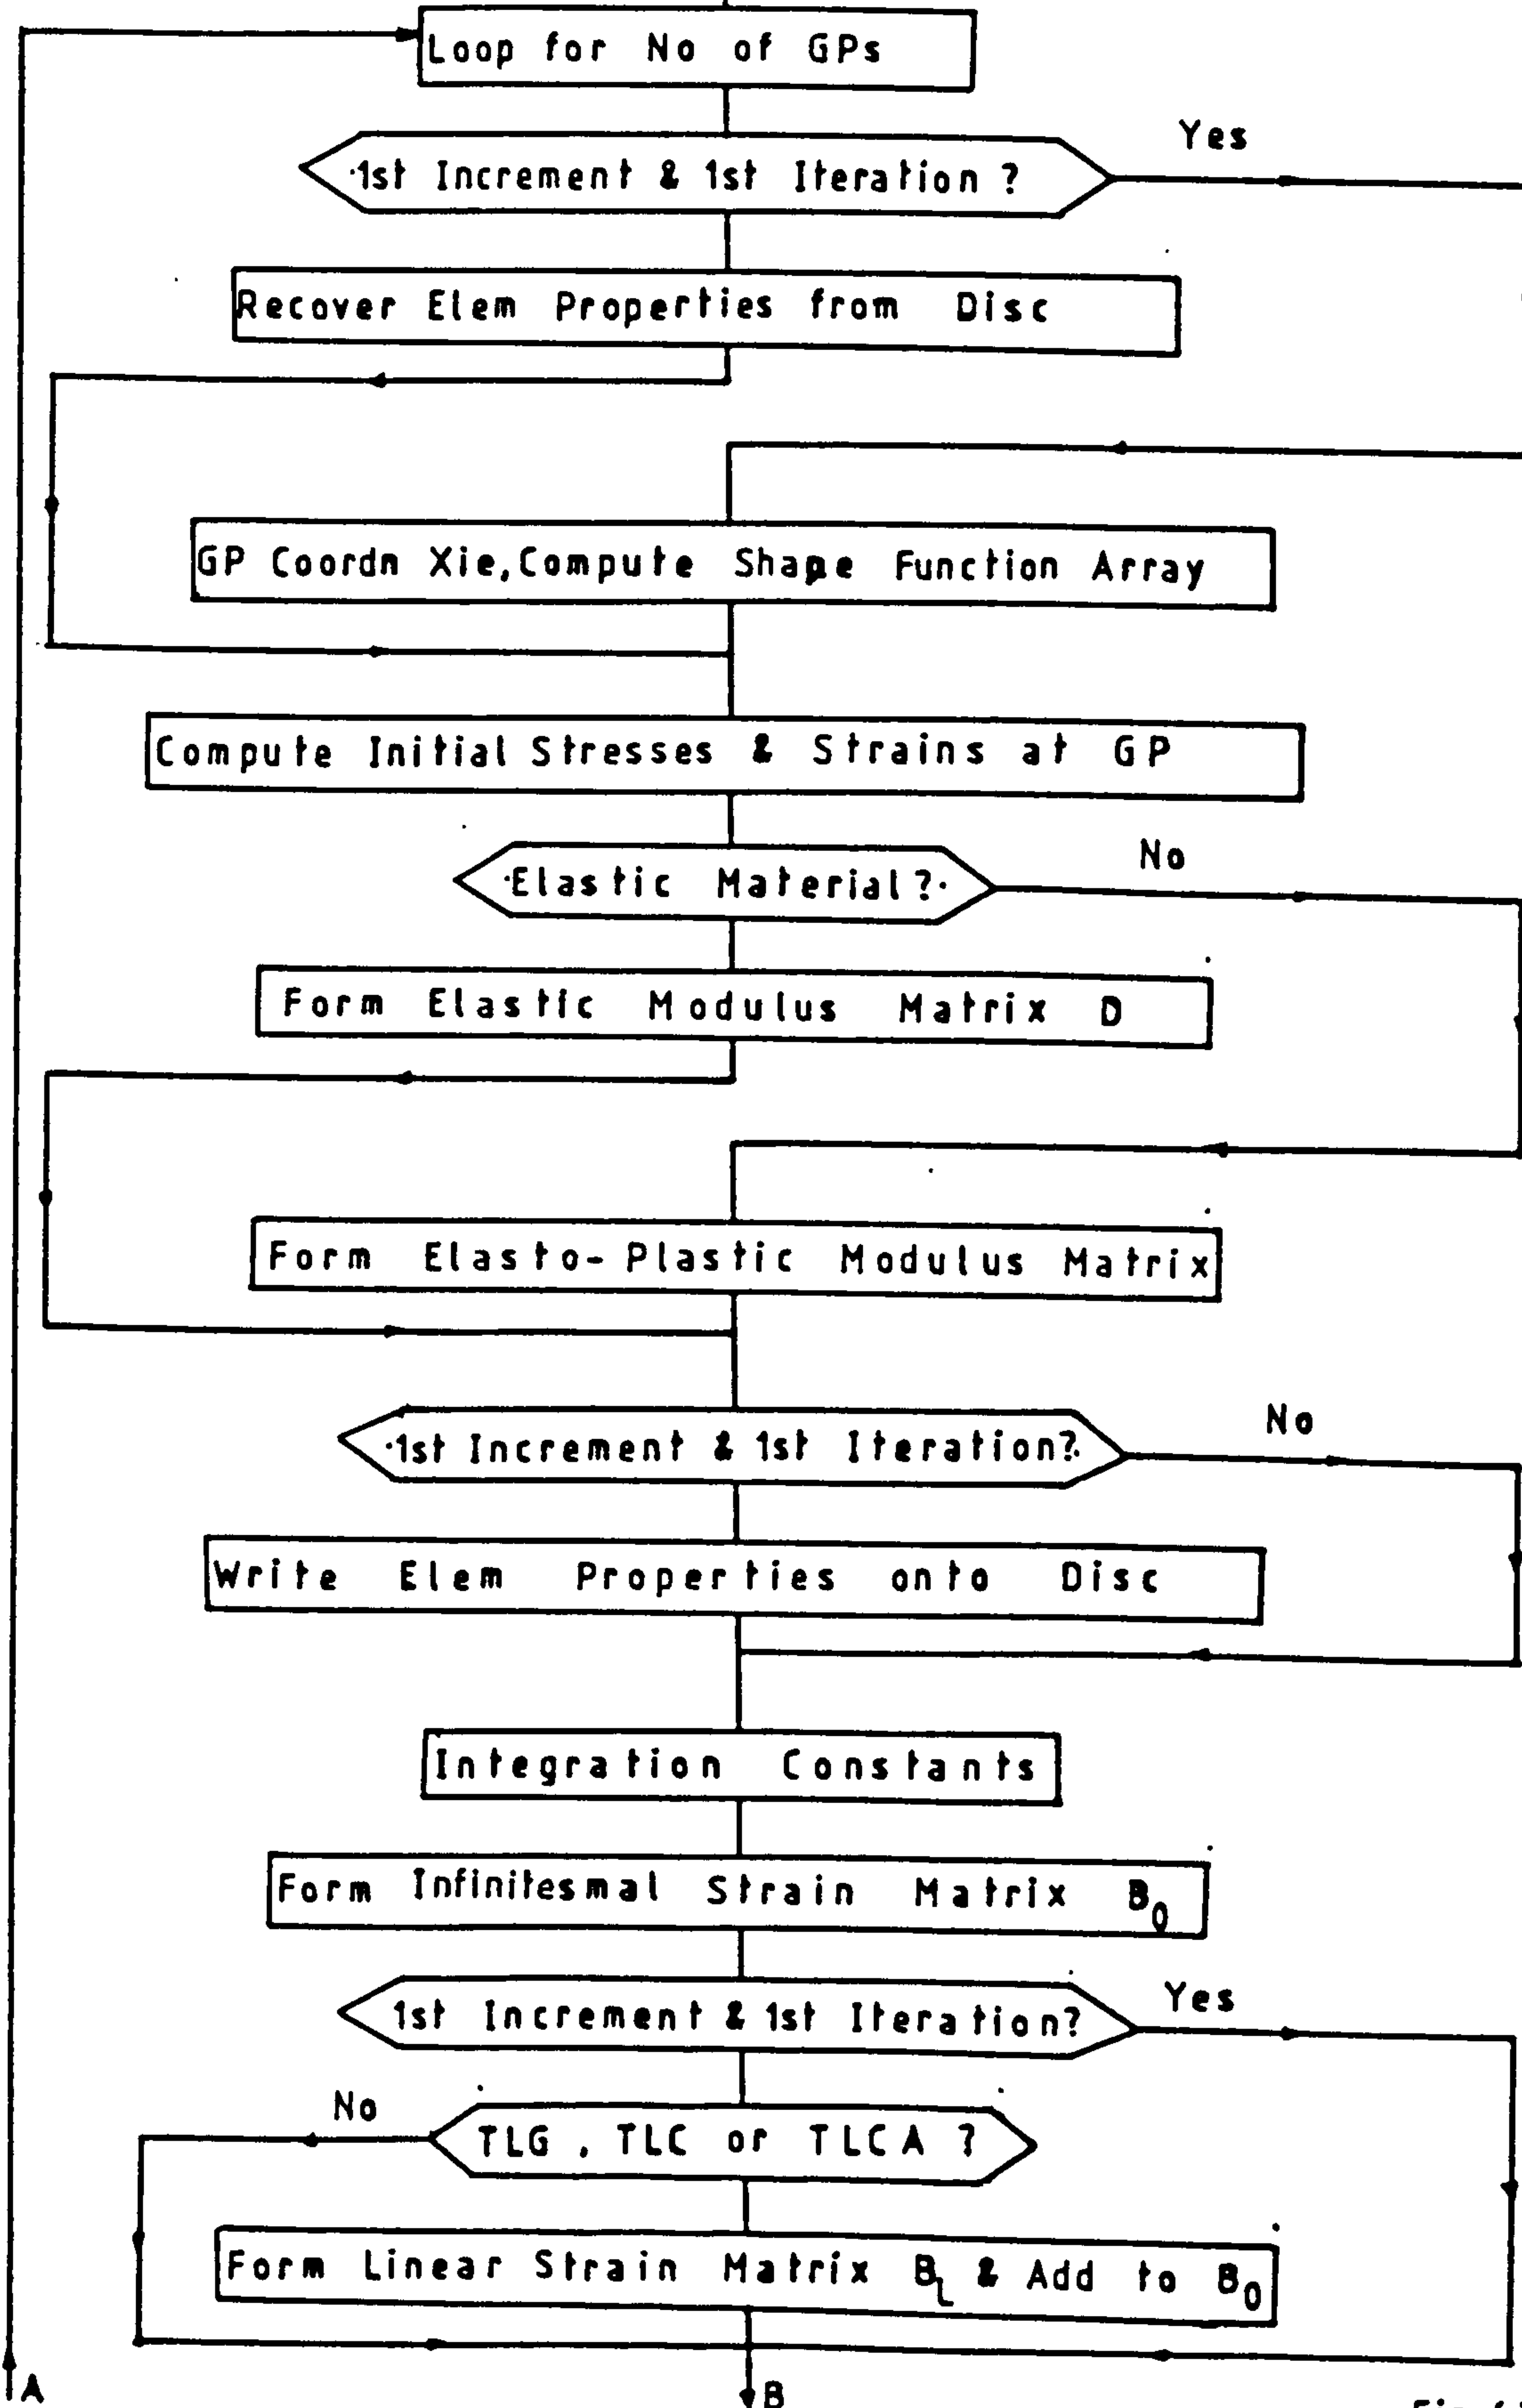 Loop for No of GPs
Yes
1st Increment & 1st Iteration ?
Recover Elem Properties from Disc
GP Coordn Xie, Compute Shape Function Array
Compute Initial Stresses & Strains at GP
No
Elastic Material ?
Form Elastic Modulus Matrix D
Form Elasto-Plastic Modulus Matrix
No
1st Increment & 1st Iteration?
Write Elem Properties onto Disc
Integration Constants
Form Infinitesmal Strain Matrix B0
Yes
1st Increment & 1st Iteration?
No
TLG , TLC or TLCA ?
Form Linear Strain Matrix BL & Add to B0
A
B